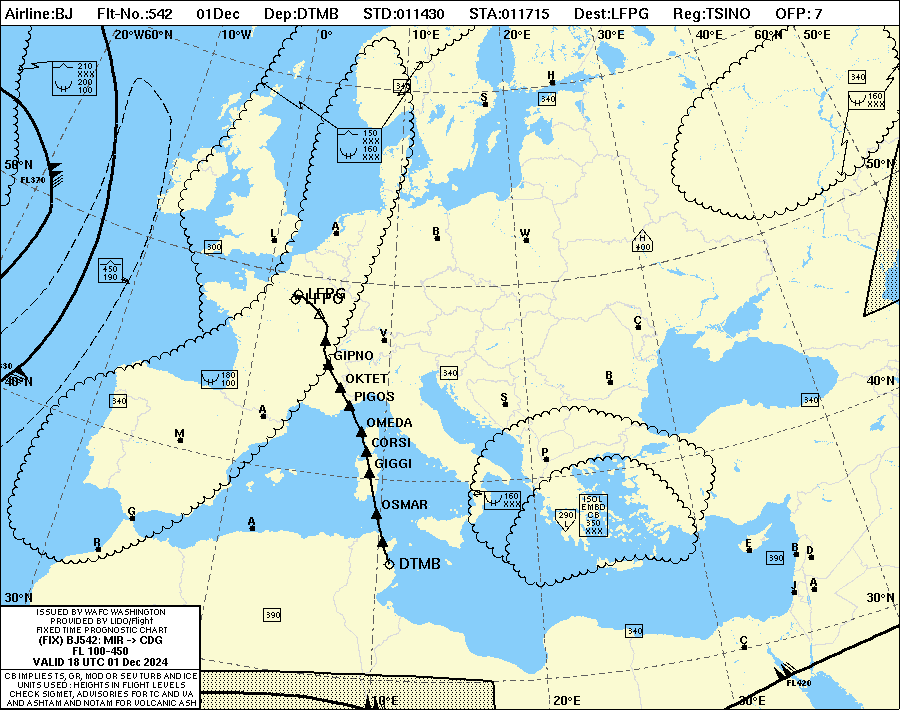 Airline:BJ Flt-No.:542 01Dec Dep:DTMB STD:011430 STA:011715 Dest:LFPG Reg:TSINO OFP: 7
20°W60°N 10°W 0° 10°E 20°E 30°E 40°E 60°N 50°E
210
XXX
200
100
H
340
340
340
160
XXX
S
340
150
XXX
160
XXX
50°N
50°N
FL370
L
A
B
W
H
400
300
450
190
LFPG
LFPO
C
V
GIPNO
30
40°N
180
100
OKTET
340
B
40°N
340
PIGOS
S
340
A
M
OMEDA
CORSI
P
GIGGI
160
XXX
ISOL
EMBD
CB
350
XXX
290
L
G
OSMAR
A
R
E
B
D
390
DTMB
J
A
30°N
30°N
390
340
C
ISSUED BY WAFC WASHINGTON
PROVIDED BY LIDO/Flight
FIXED TIME PROGNOSTIC CHART
(FIX) BJ542: MIR -> CDG
FL 100-450
VALID 18 UTC 01 Dec 2024
CB IMPLIES TS, GR, MOD OR SEV TURB AND ICE
UNITS USED : HEIGHTS IN FLIGHT LEVELS
CHECK SIGMET, ADVISORIES FOR TC AND VA
AND ASHTAM AND NOTAM FOR VOLCANIC ASH
FL420
10°E 20°E 30°E